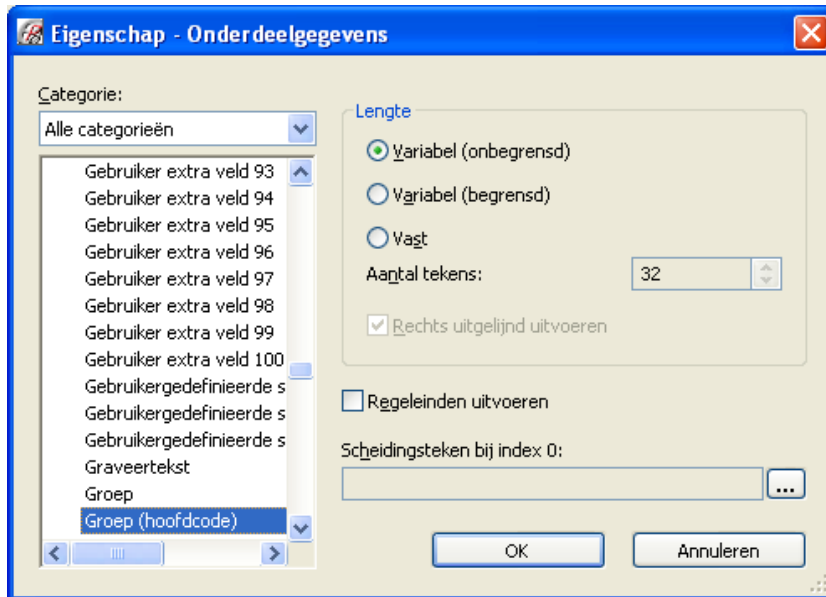 Eigenschap - Onderdeelgegevens
Categorie:
Alle categorieën
Gebruiker extra veld 93
Gebruiker extra veld 94
Gebruiker extra veld 95
Gebruiker extra veld 96
Gebruiker extra veld 97
Gebruiker extra veld 98
Gebruiker extra veld 99
Gebruiker extra veld 100
Gebruikergedefinieerde s
Gebruikergedefinieerde s
Gebruikergedefinieerde s
Graveertekst
Groep
Groep (hoofdcode)
Lengte
Variabel (onbegrensd)
Variabel (begrensd)
Vast
Aantal tekens:
32
Rechts uitgelijnd uitvoeren
Regeleinden uitvoeren
Scheidingsteken bij index 0:
...
OK
Annuleren